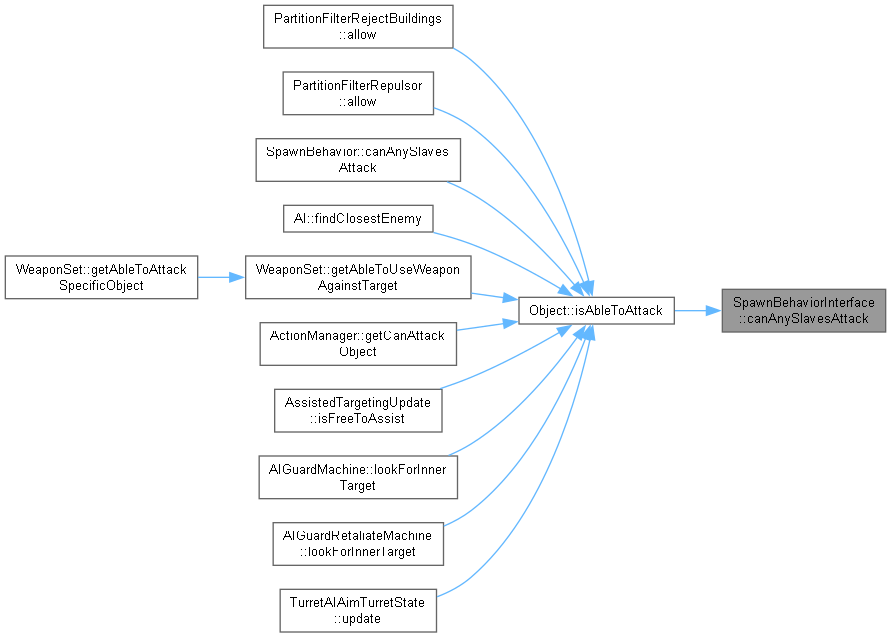 PartitionFilterRejectBuildings
::allow
PartitionFilterRepulsor
::allow
SpawnBehavior::canAnySlaves
Attack
AI::findClosestEnemy
WeaponSet::getAbleToAttack
SpecificObject
WeaponSet::getAbleToUseWeapon
AgainstTarget
Object::isAbleToAttack
SpawnBehaviorInterface
::canAnySlavesAttack
ActionManager::getCanAttack
Object
AssistedTargetingUpdate
::isFreeToAssist
AIGuardMachine::lookForInner
Target
AIGuardRetaliateMachine
::lookForInnerTarget
TurretAIAimTurretState
::update